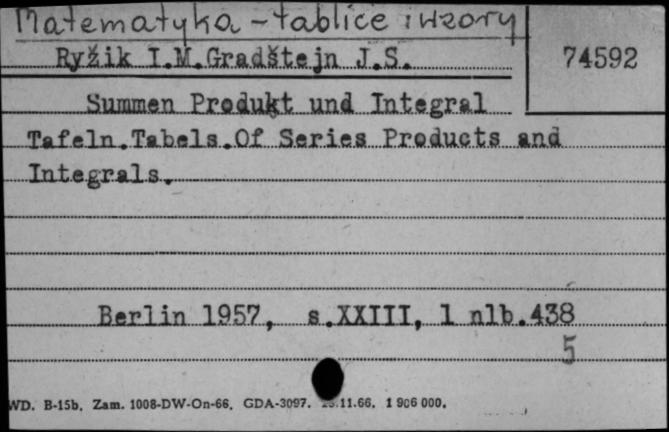 Matematyka - tablice i wzory
Ryžik I.M.Gradštejn J.S.
74592
Summen Produkt und Integral
Tafeln.Tabels.Of Series Products and
Integrals.
Berlin 1957, s.XXIII, 1 nlb.438
5
WD. B-15b. Zam. 1008-DW-On-66. GDA-3097. 11.66. 1 906 000.